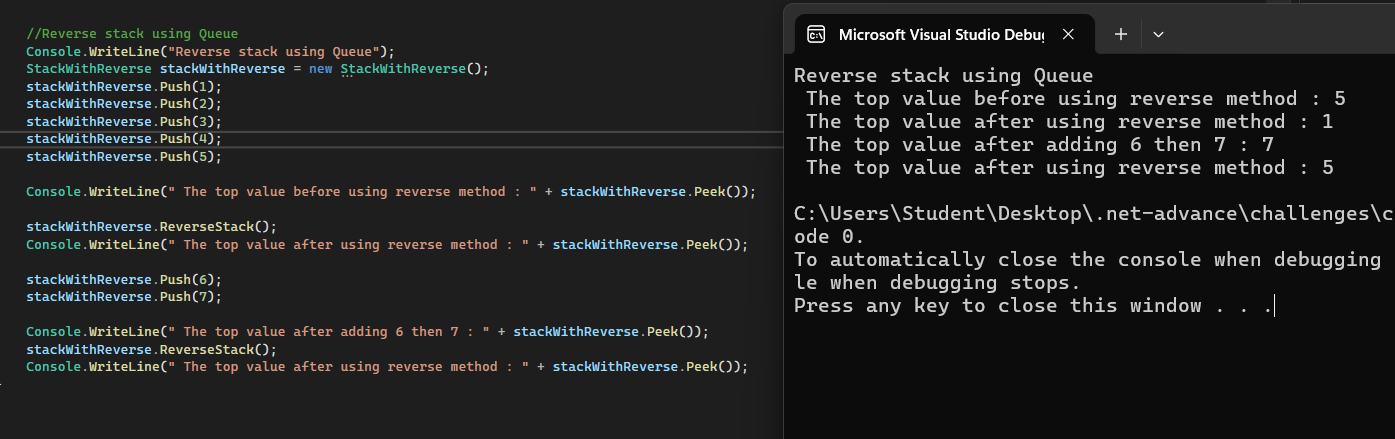 //Reverse stack using Queue
Console.WriteLine("Reverse stack using Queue");
StackWithReverse stackWithReverse = new StackWithReverse();
stackWithReverse.Push(1);
stackWithReverse.Push(2);
stackWithReverse.Push(3);
stackWithReverse.Push(4);
stackWithReverse.Push(5);
Console.WriteLine(" The top value before using reverse method : " + stackWithReverse.Peek());
stackWithReverse.ReverseStack();
Console.WriteLine(" The top value after using reverse method : " + stackWithReverse.Peek());
stackWithReverse.Push(6);
stackWithReverse.Push(7);
Console.WriteLine(" The top value after adding 6 then 7 : " + stackWithReverse.Peek());
stackWithReverse.ReverseStack();
Console.WriteLine(" The top value after using reverse method : " + stackWithReverse.Peek());
Microsoft Visual Studio Debug
Reverse stack using Queue
The top value before using reverse method : 5
The top value after using reverse method : 1
The top value after adding 6 then 7 : 7
The top value after using reverse method : 5
C:\Users\Student\Desktop\.net-advance\challenges\c
ode 0.
To automatically close the console when debugging
le when debugging stops.
Press any key to close this window . . .